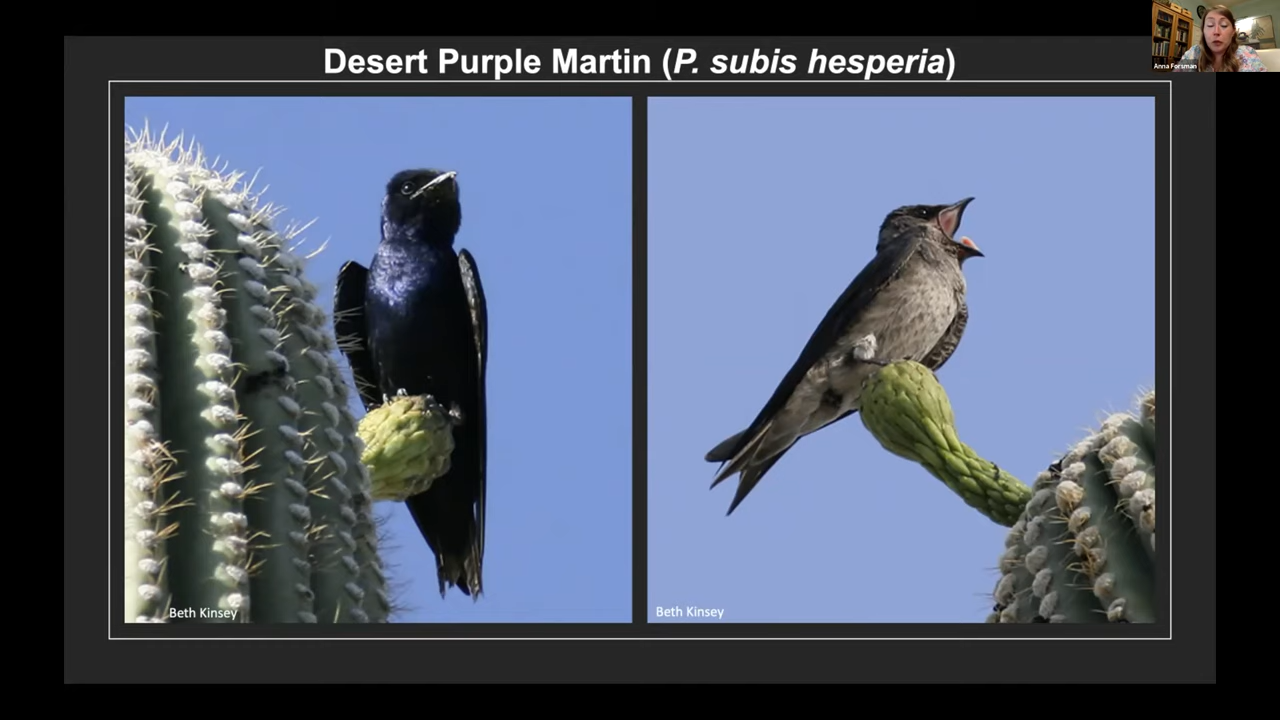 Desert Purple Martin (P. subis hesperia)
Anna Forsman
Beth Kinsey
Beth Kinsey